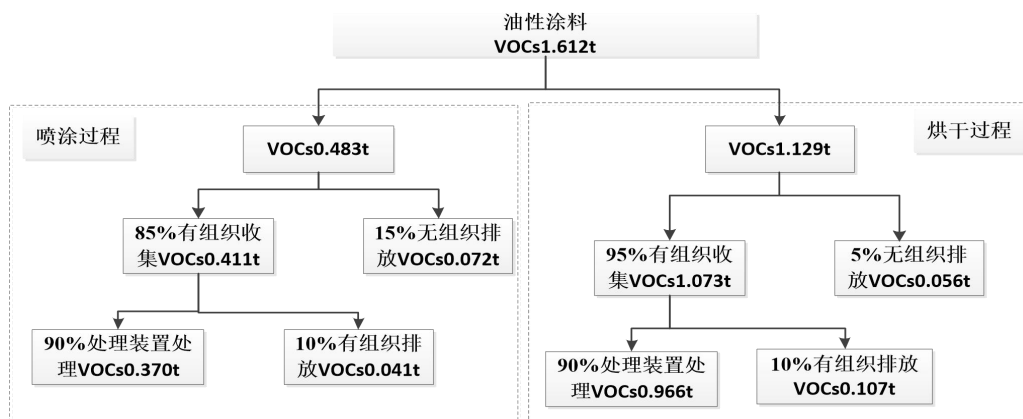 油性涂料
VOCs1.612t
喷涂过程
VOCs0.483t
85%有组织收
集VOCs0.411t
15%无组织排
放VOCs0.072t
90%处理装置处
理VOCs0.370t
10%有组织排
放VOCs0.041t
烘干过程
VOCs1.129t
95%有组织收
集VOCs1.073t
5%无组织排
放VOCs0.056t
90%处理装置处
理VOCs0.966t
10%有组织排放
VOCs0.107t